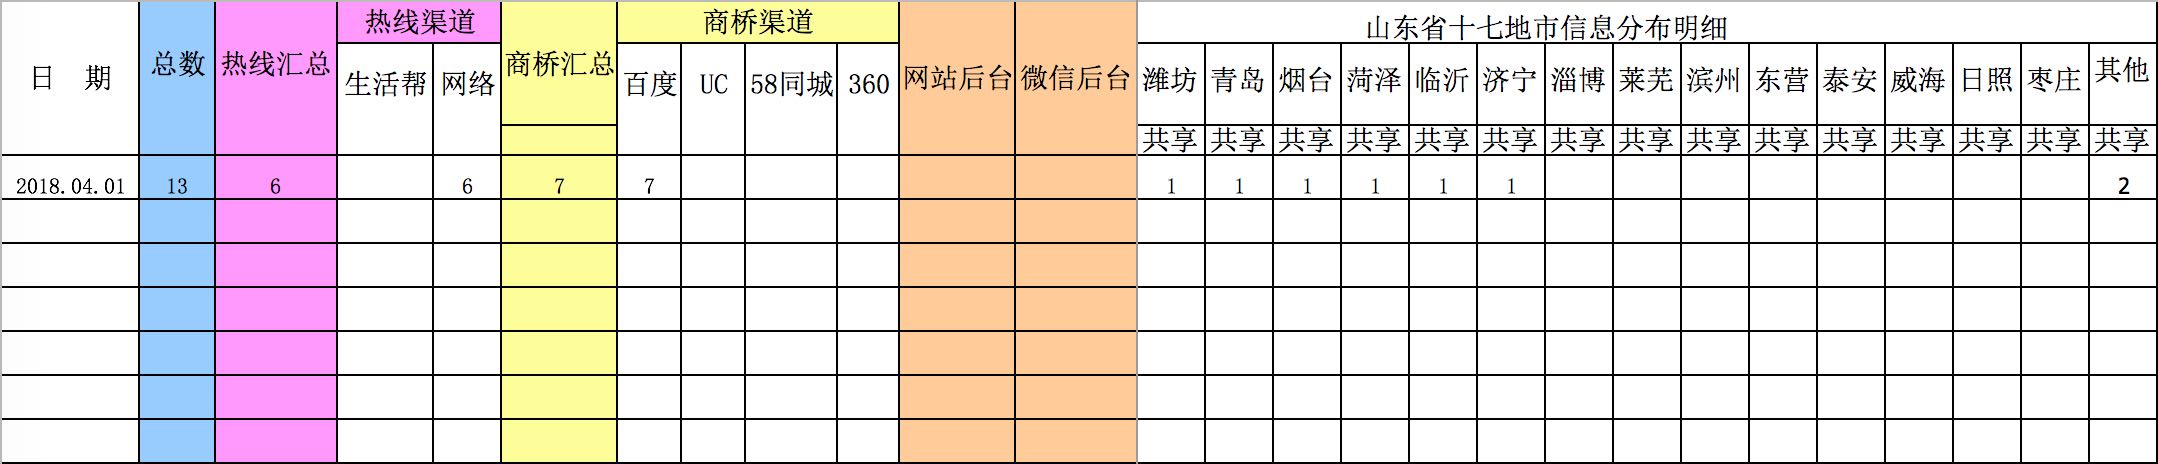 日 期 总数 热线汇总 热线渠道 商桥汇总 商桥渠道 网站后台 微信后台 山东省十七地市信息分布明细
生活帮 网络 百度 UC 58同城 360 潍坊 青岛 烟台 菏泽 临沂 济宁 淄博 莱芜 滨州 东营 泰安 威海 日照 枣庄 其他
共享 共享 共享 共享 共享 共享 共享 共享 共享 共享 共享 共享 共享 共享 共享
2018.04.01 13 6 6 7 7 1 1 1 1 1 1 2